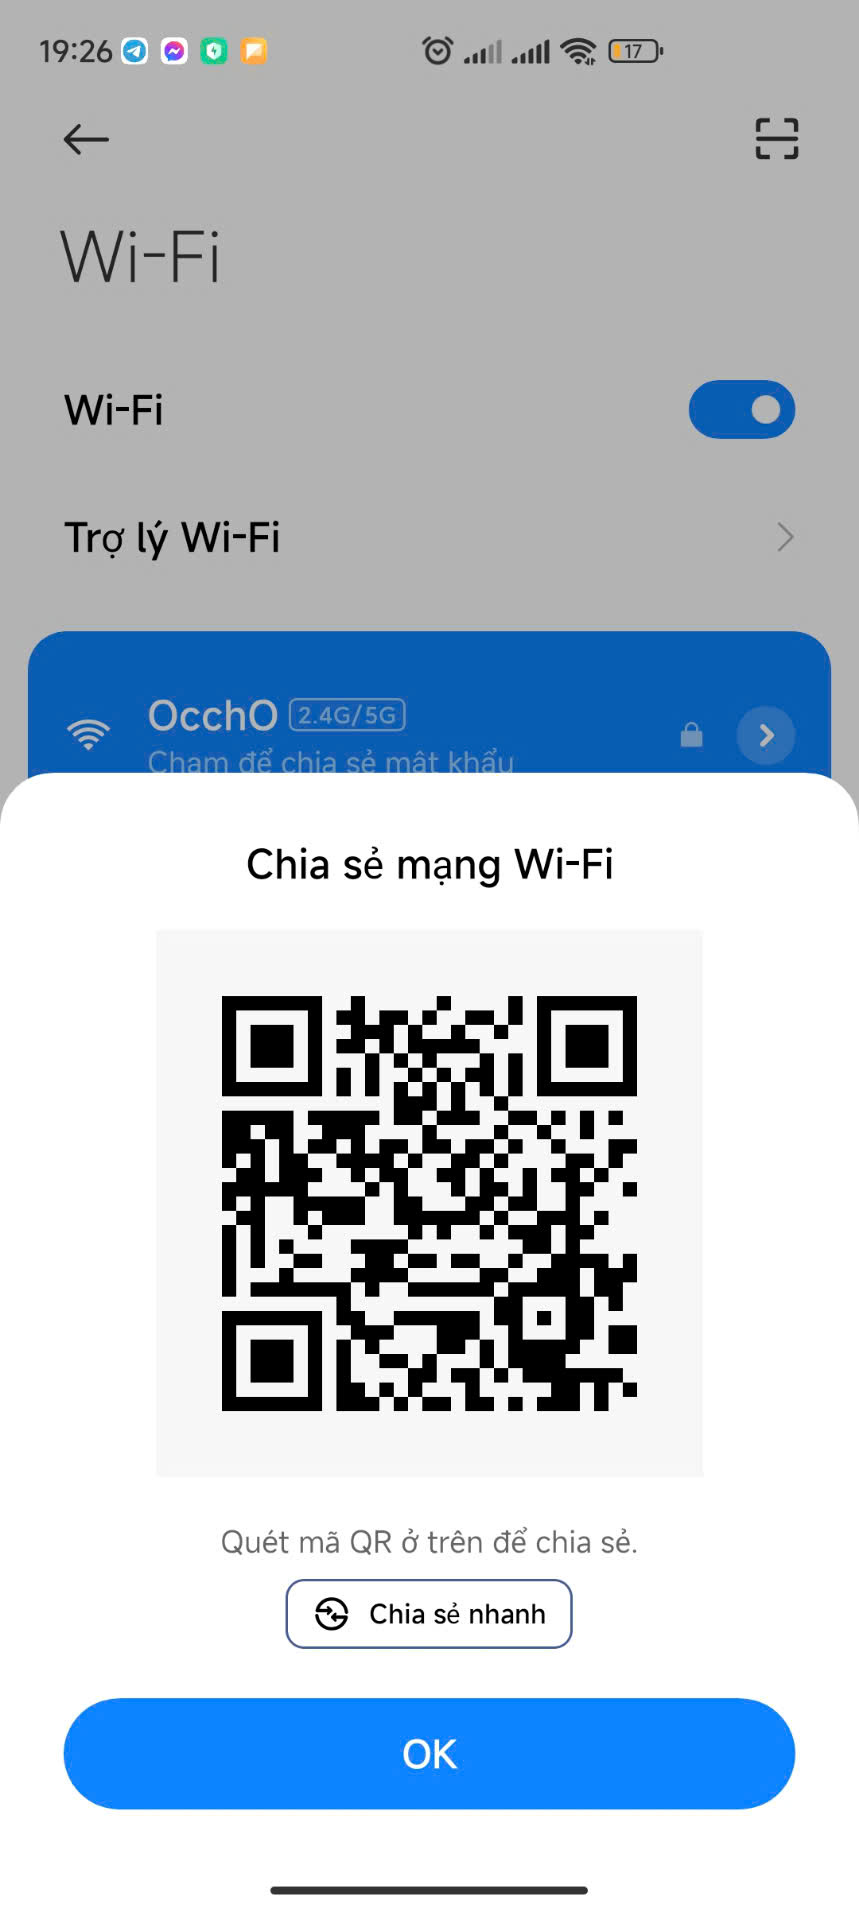 19:26
17
Wi-Fi
Wi-Fi
Trợ lý Wi-Fi
OcchO 2.4G/5G
Chạm để chia sẻ mật khẩu
Chia sẻ mạng Wi-Fi
Quét mã QR ở trên để chia sẻ.
Chia sẻ nhanh
OK